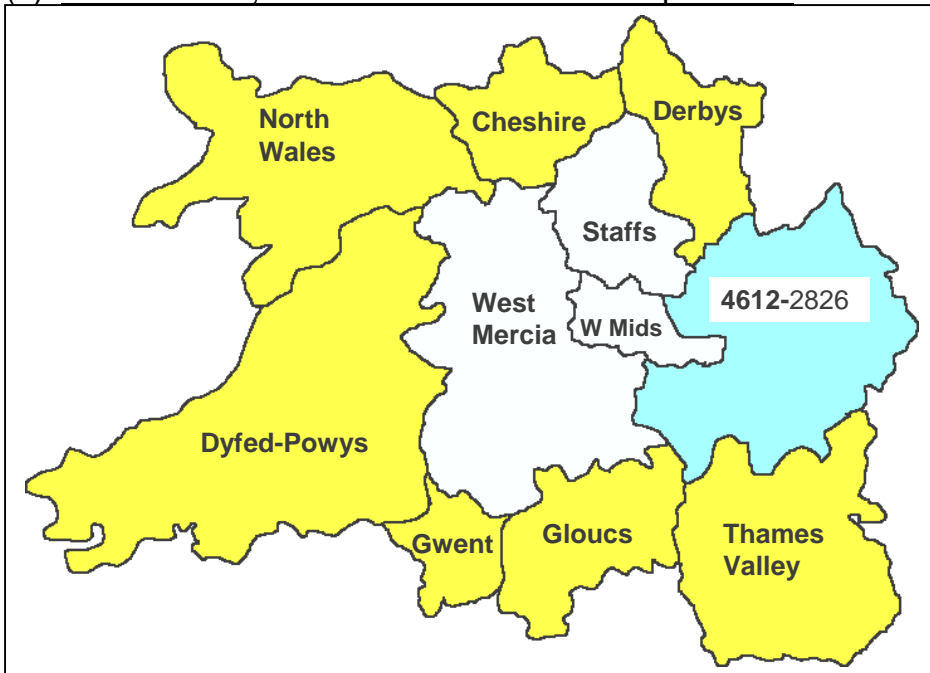 North
Wales
Cheshire
Derbys
Staffs
4612-2826
West
Mercia
W Mids
Dyfed-Powys
Gwent
Gloucs
Thames
Valley